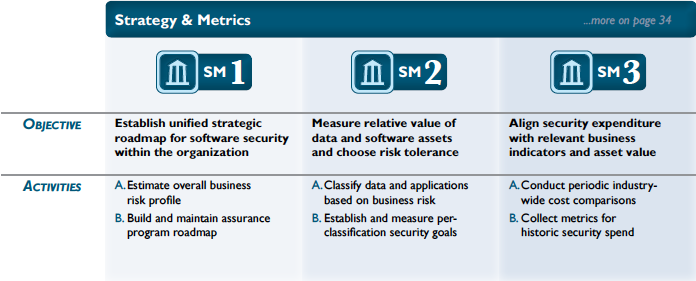 Strategy & Metrics ...more on page 34
SM 1 SM 2 SM 3
OBJECTIVE
Establish unified strategic
roadmap for software security
within the organization
Measure relative value of
data and software assets
and choose risk tolerance
Align security expenditure
with relevant business
indicators and asset value
ACTIVITIES
A. Estimate overall business
risk profile
B. Build and maintain assurance
program roadmap
A. Classify data and applications
based on business risk
B. Establish and measure per-
classification security goals
A. Conduct periodic industry-
wide cost comparisons
B. Collect metrics for
historic security spend